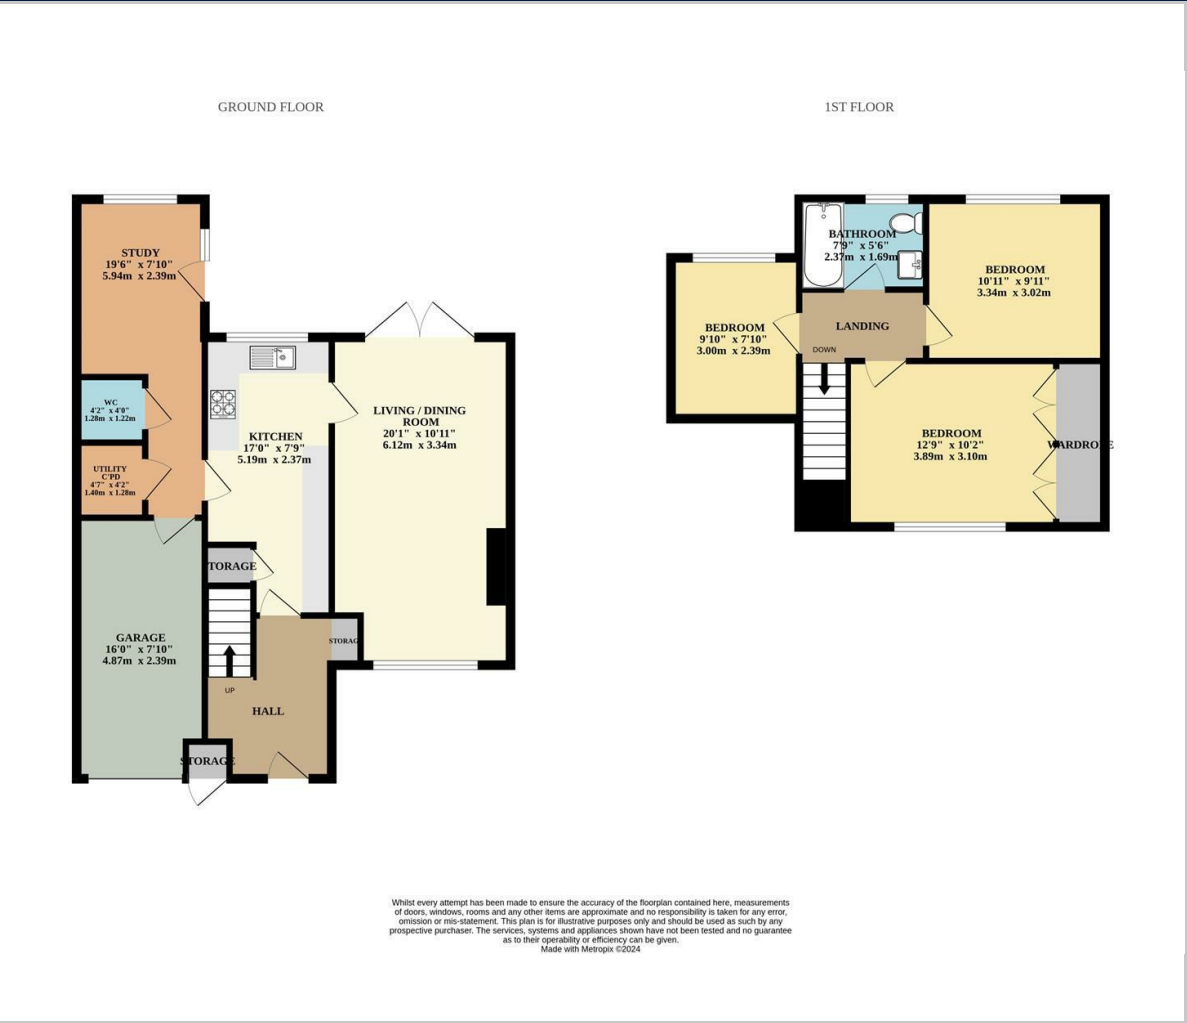 GROUND FLOOR
1ST FLOOR
STUDY
19'6" x 7'10"
5.94m x 2.39m
WC
4'2" x 4'0"
1.28m x 1.22m
UTILITY
C'PD
4'7" x 4'2"
1.40m x 1.28m
KITCHEN
17'0" x 7'9"
5.19m x 2.37m
LIVING / DINING
ROOM
20'1" x 10'11"
6.12m x 3.34m
STORAGE
STORAGE
GARAGE
16'0" x 7'10"
4.87m x 2.39m
UP
HALL
STORAGE
BATHROOM
7'9" x 5'6"
2.37m x 1.69m
BEDROOM
10'11" x 9'11"
3.34m x 3.02m
BEDROOM
9'10" x 7'10"
3.00m x 2.39m
LANDING
DOWN
BEDROOM
12'9" x 10'2"
3.89m x 3.10m
WARDROBE
Whilst every attempt has been made to ensure the accuracy of the floorplan contained here, measurements
of doors, windows, rooms and any other items are approximate and no responsibility is taken for any error,
omission or mis-statement. This plan is for illustrative purposes only and should be used as such by any
prospective purchaser. The services, systems and appliances shown have not been tested and no guarantee
as to their operability or efficiency can be given.
Made with Metropix ©2024